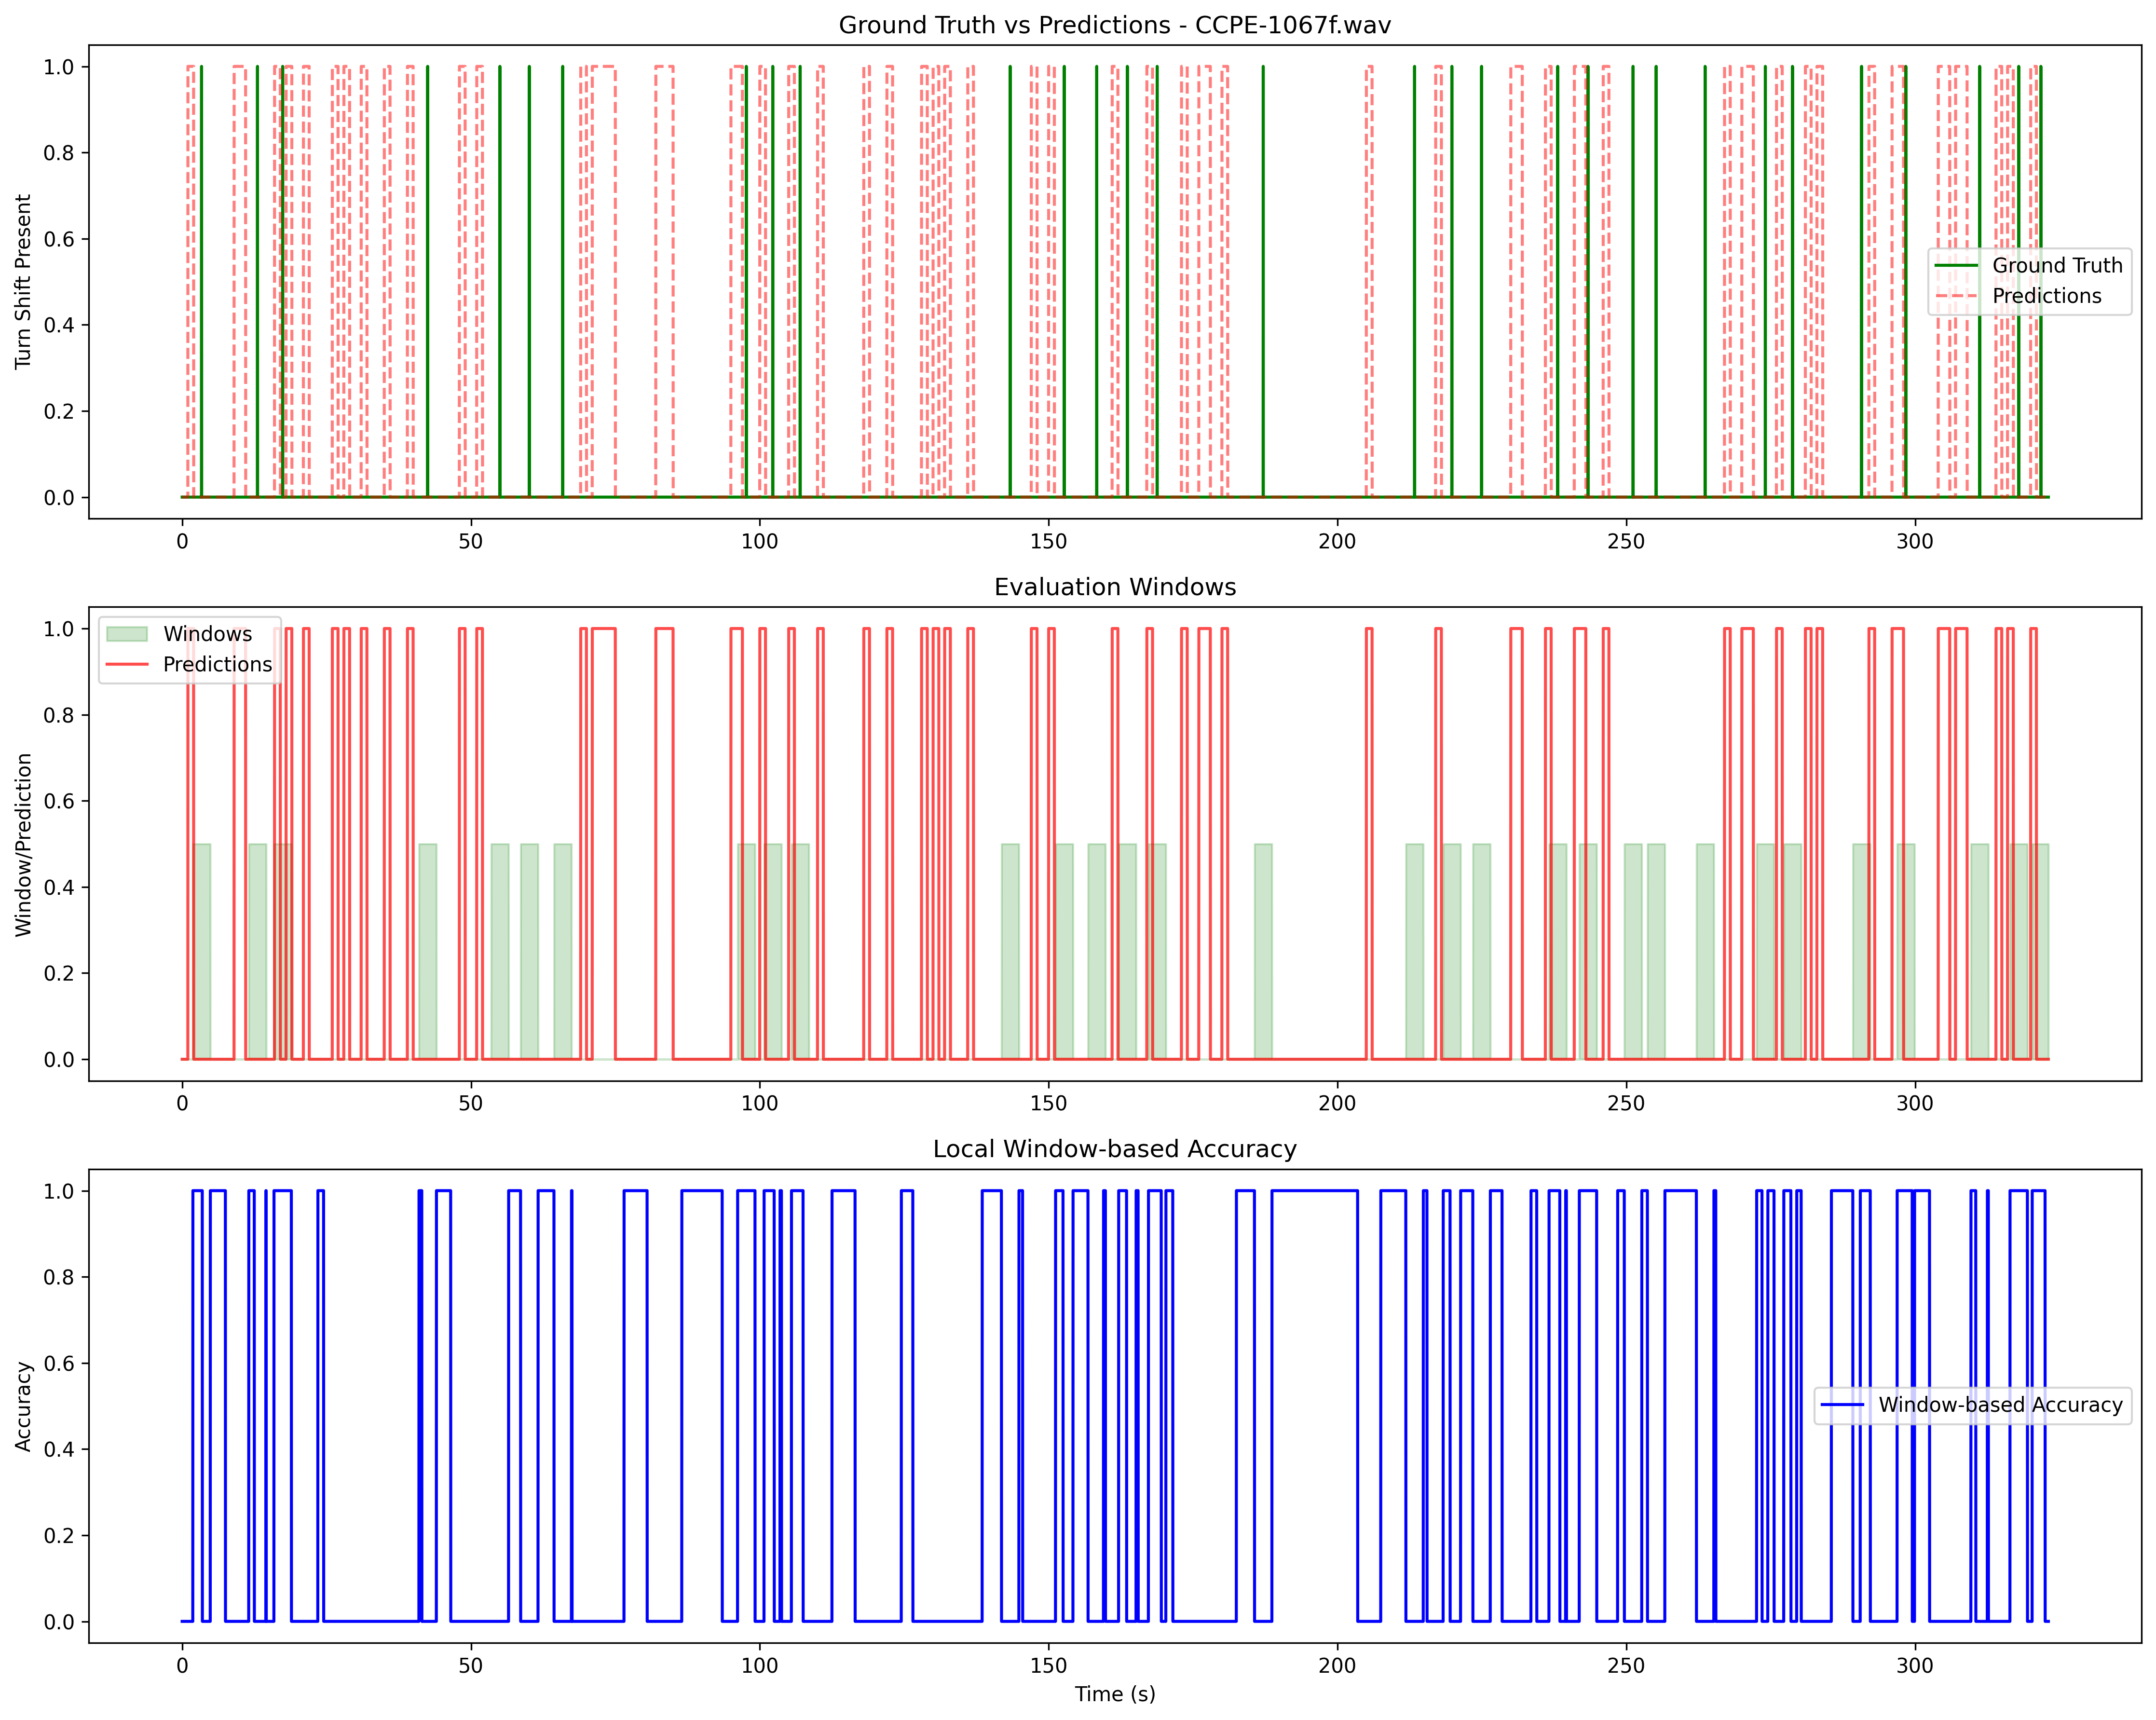 Ground Truth vs Predictions - CCPE-1067f.wav
Turn Shift Present
1.0
0.8
0.6
0.4
0.2
0.0
Ground Truth
Predictions
0 50 100 150 200 250 300
Evaluation Windows
Window/Prediction
1.0
0.8
0.6
0.4
0.2
0.0
Windows
Predictions
0 50 100 150 200 250 300
Local Window-based Accuracy
Accuracy
1.0
0.8
0.6
0.4
0.2
0.0
Window-based Accuracy
0 50 100 150 200 250 300
Time (s)